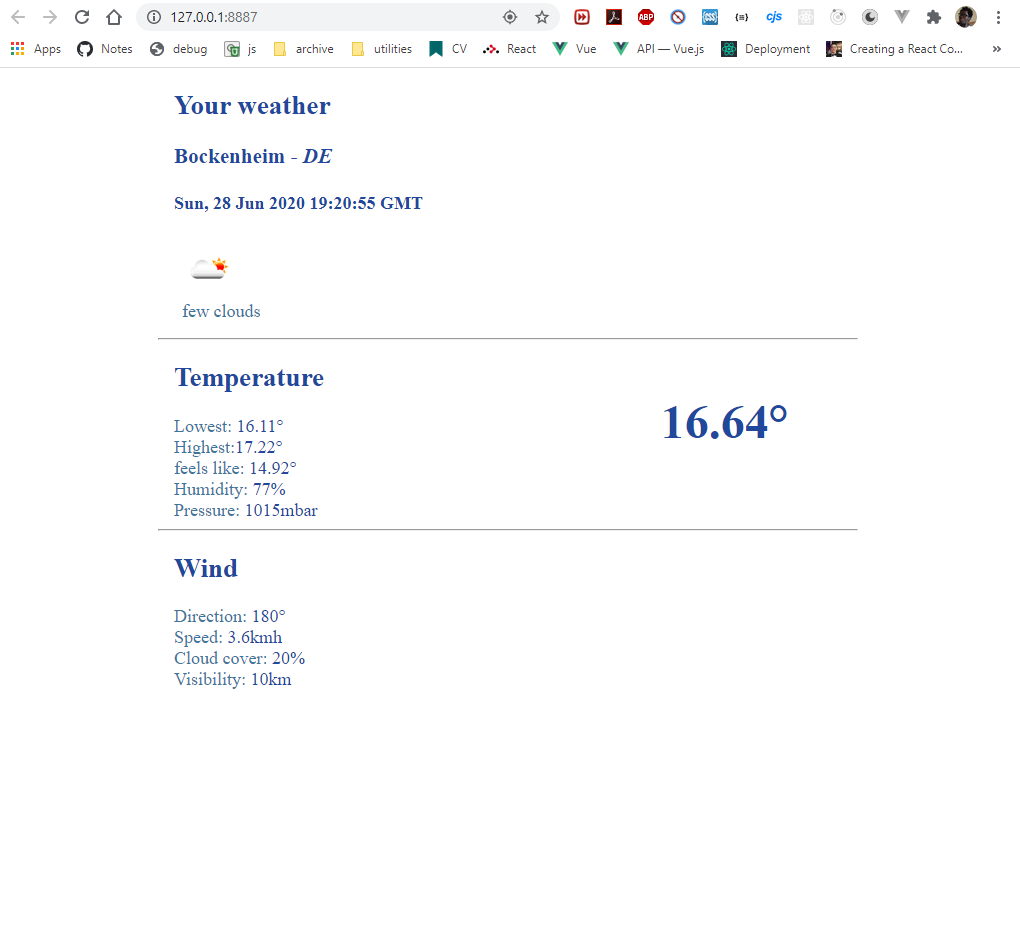 127.0.0.1:8887
ABP
CSS
{≡}
cjs
Apps Notes debug js archive utilities CV React Vue API — Vue.js Deployment Creating a React Co... »
Your weather
Bockenheim - DE
Sun, 28 Jun 2020 19:20:55 GMT
few clouds
Temperature
16.64°
Lowest: 16.11°
Highest:17.22°
feels like: 14.92°
Humidity: 77%
Pressure: 1015mbar
Wind
Direction: 180°
Speed: 3.6kmh
Cloud cover: 20%
Visibility: 10km